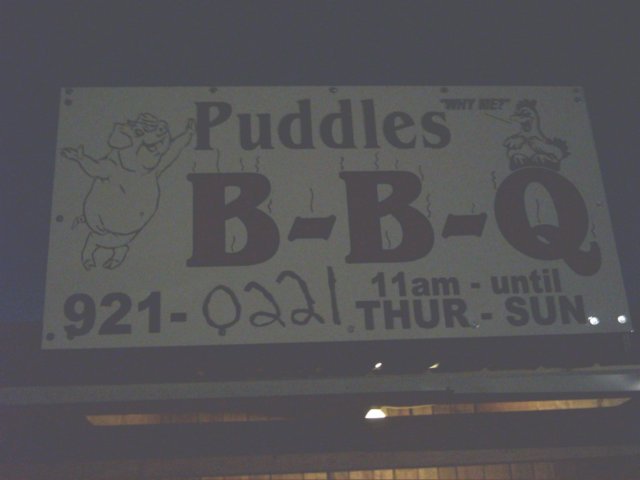 "WHY ME?"
Puddles
B-B-Q
921-0221
11am - until
THUR - SUN